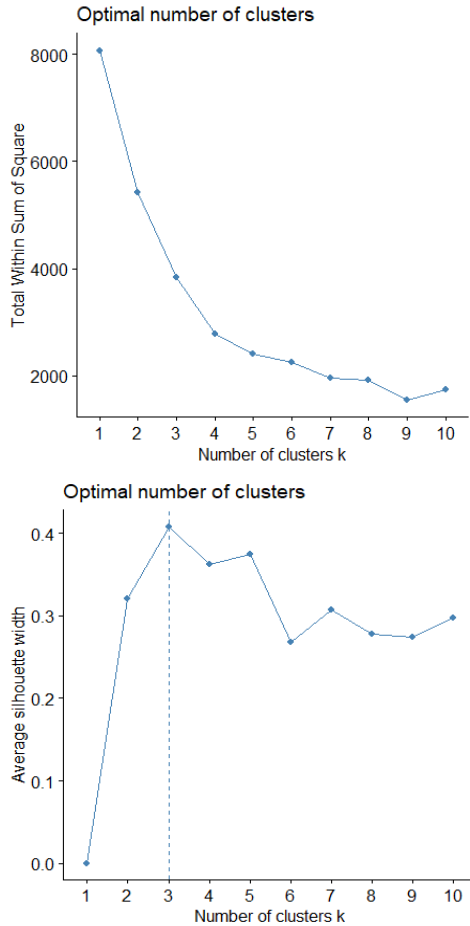 Optimal number of clusters
8000
6000
4000
2000
Total Within Sum of Square
1 2 3 4 5 6 7 8 9 10
Number of clusters k
Optimal number of clusters
0.4
0.3
0.2
0.1
0.0
Average silhouette width
1 2 3 4 5 6 7 8 9 10
Number of clusters k